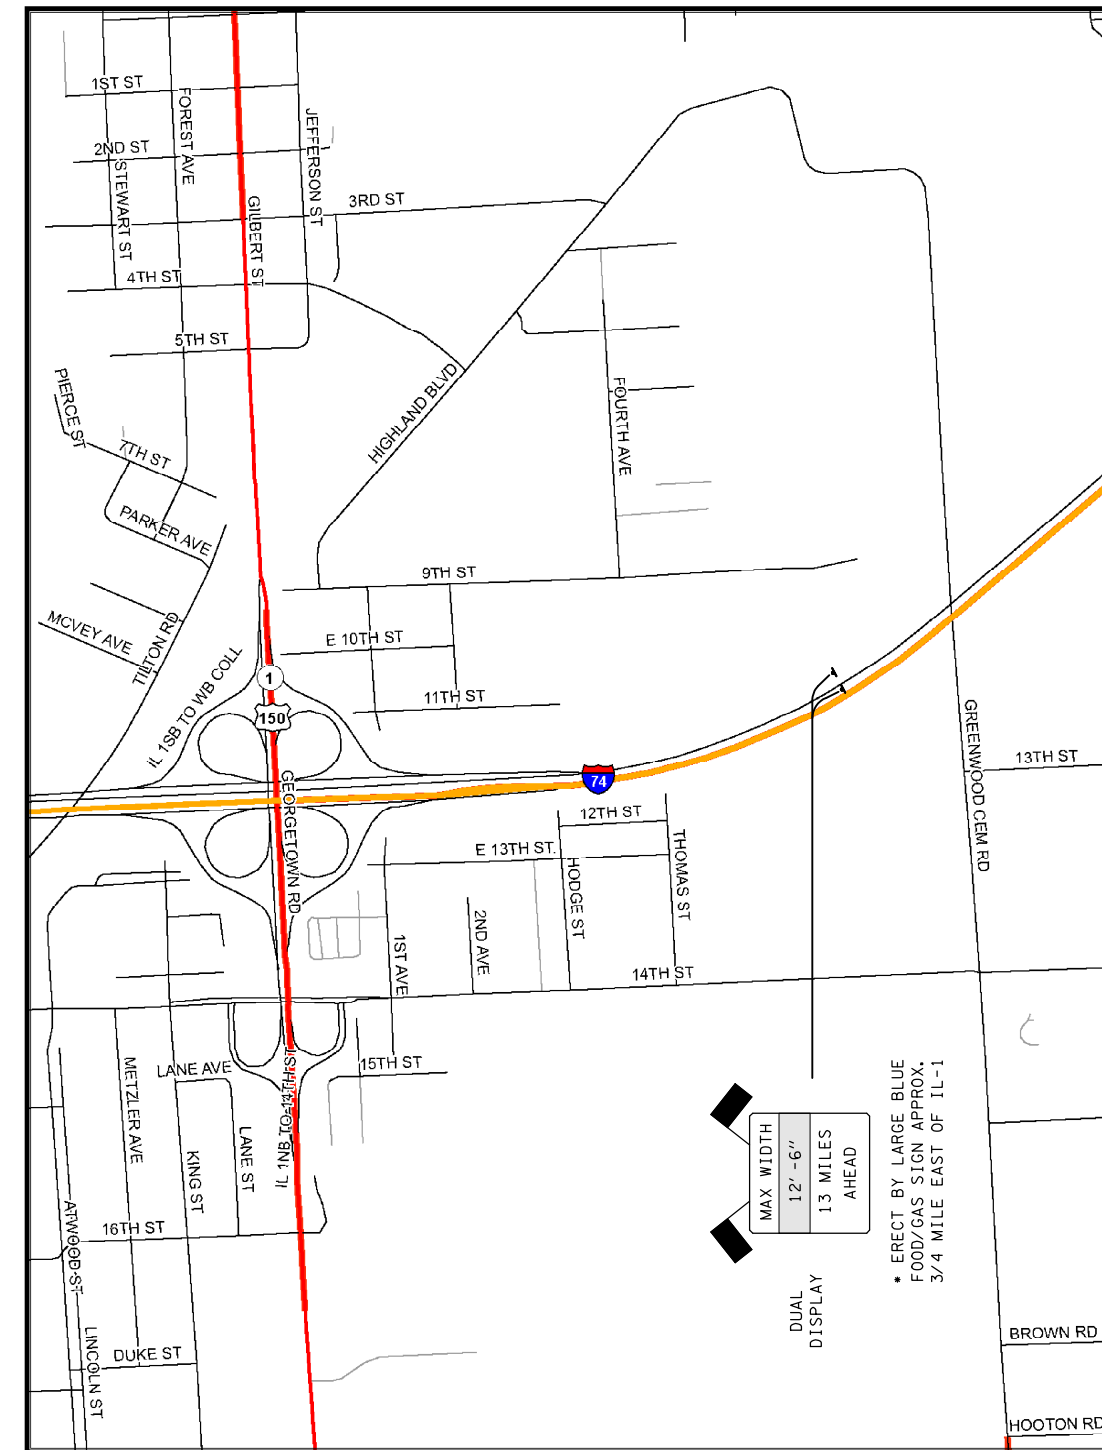 1ST ST
FOREST AVE
JEFFERSON ST
2ND ST
STEWART ST
GILBERT ST
3RD ST
4TH ST
5TH ST
PIERCE ST
HIGHLAND BLVD
FOURTH AVE
7TH ST
PARKER AVE
9TH ST
MCVEY AVE
TILTON RD
E 10TH ST
IL 1SB TO WB COLL
1
150
11TH ST
GREENWOOD CEM RD
13TH ST
74
GEORGETOWN RD
12TH ST
E 13TH ST.
HODGE ST
THOMAS ST
1ST AVE
2ND AVE
14TH ST
METZLER AVE
LANE AVE
15TH ST
IL 1NB TO 14TH ST
KING ST
LANE ST
ATWOOD ST
16TH ST
MAX WIDTH
12'-6"
13 MILES
AHEAD
* ERECT BY LARGE BLUE
FOOD/GAS SIGN APPROX.
3/4 MILE EAST OF IL-1
DUAL
DISPLAY
LINCOLN ST
DUKE ST
BROWN RD
HOOTON RD